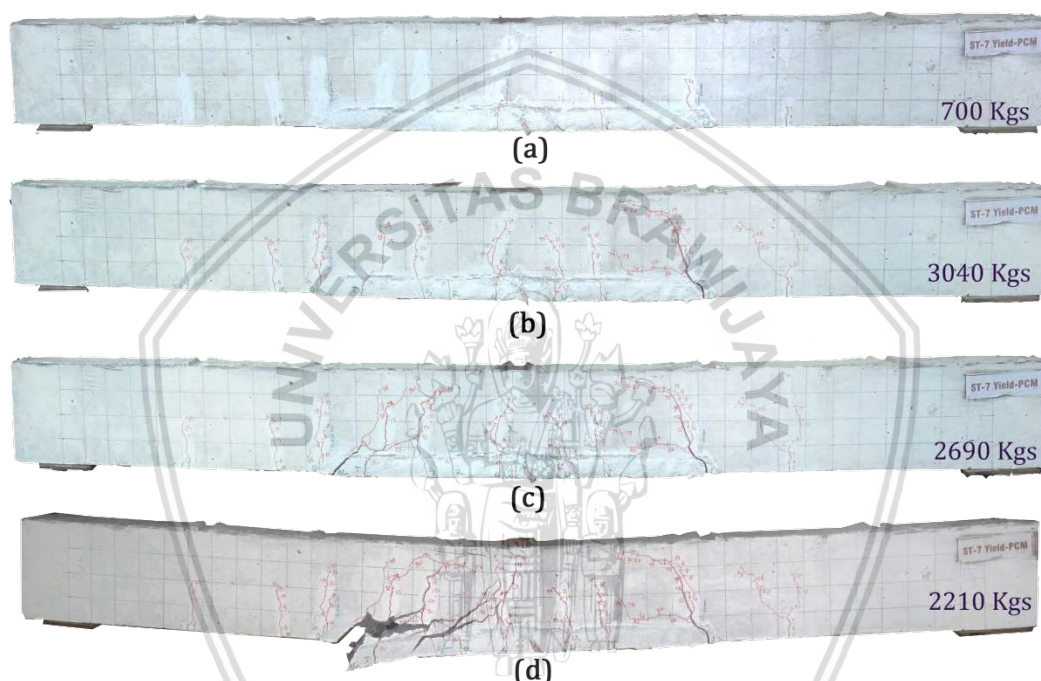 ST-7 Yield-PCM
700 Kgs
(a)
ST-7 Yield-PCM
3040 Kgs
(b)
UNIVERSITAS BRAWIJAYA
ST-7 Yield-PCM
2690 Kgs
(c)
ST-7 Yield-PCM
2210 Kgs
(d)